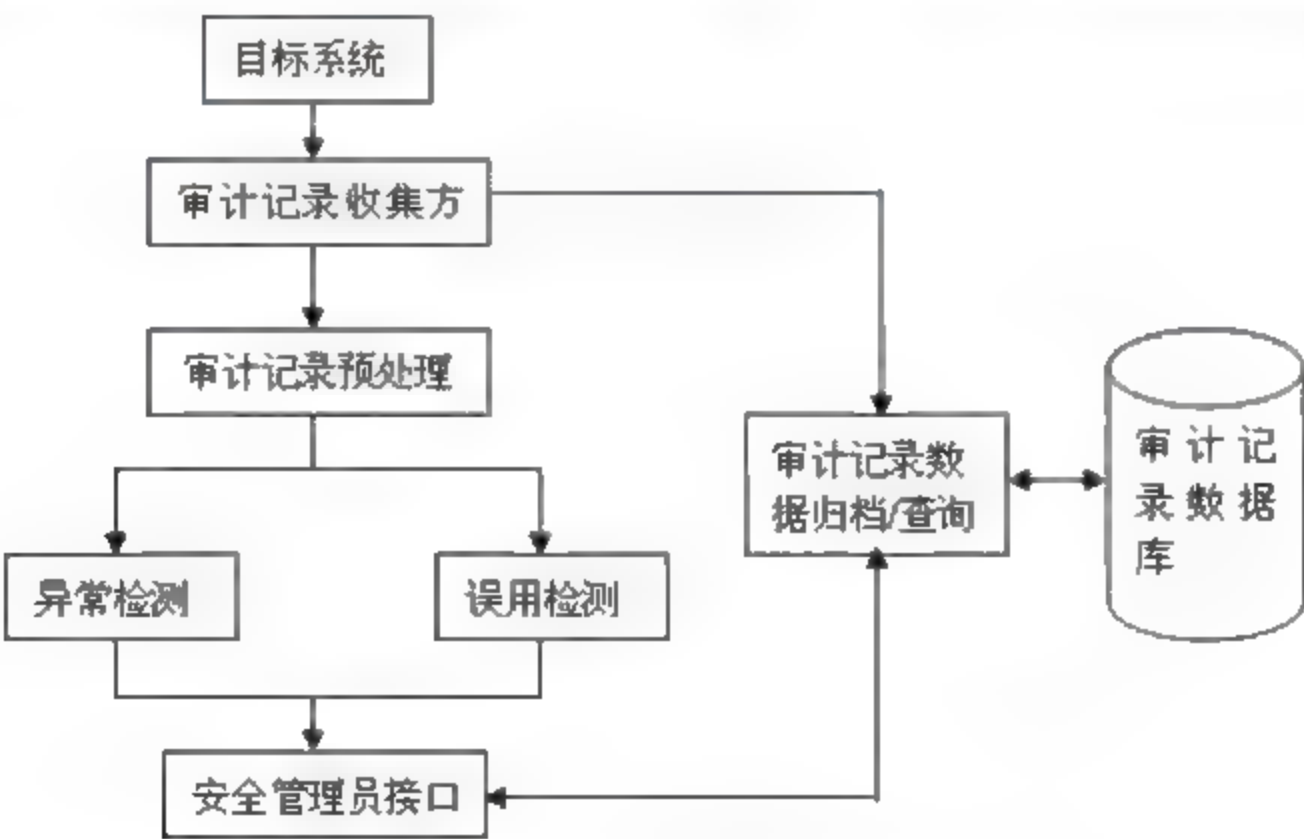 目标系统
审计记录收集方
审计记录预处理
审计记录数
据归档/查询
审计记
录数据
库
异常检测
误用检测
安全管理员接口